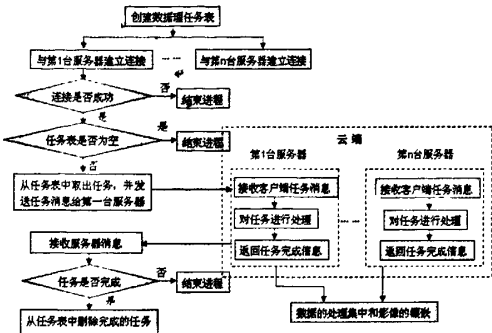 创建数据理任务表
与第1台服务器建立连接
……
与第n台服务器建立连接
连接是否成功
否
结束进程
是
任务表是否为空
是
结束进程
否
云端
第1台服务器
第n台服务器
从任务表中取出任务，并发
送任务消息给第一台服务器
接收客户端任务消息
接收客户端任务消息
对任务进行处理
……
对任务进行处理
返回任务完成信息
返回任务完成信息
接收服务器消息
任务是否完成
否
结束进程
是
从任务表中删除完成的任务
数据的处理集中和影像的镶嵌